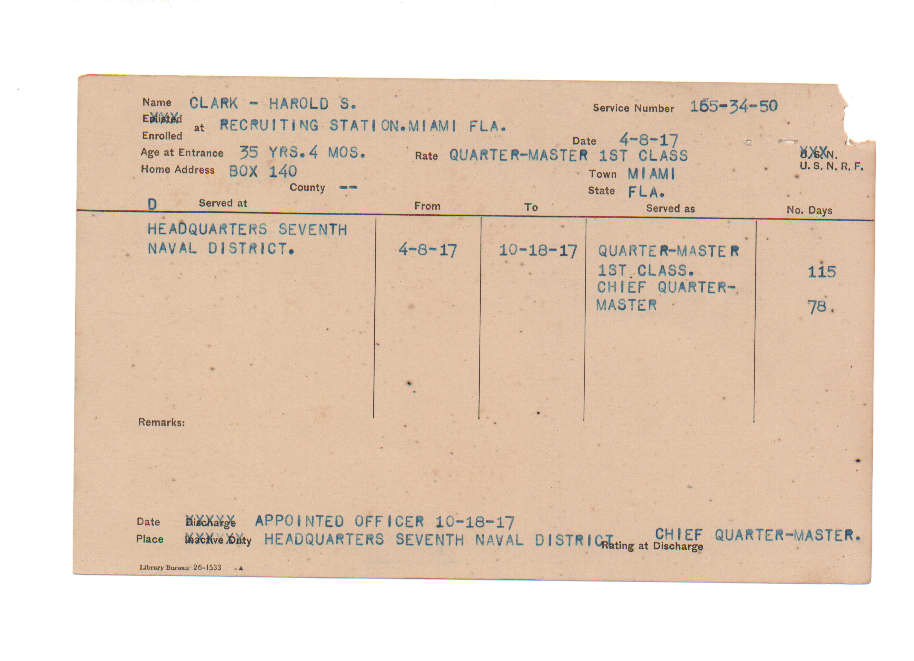 Name CLARK - HAROLD S. Service Number 165-34-50
Enlisted
Enrolled at RECRUITING STATION.MIAMI FLA. Date 4-8-17
Age at Entrance 35 YRS.4 MOS. Rate QUARTER-MASTER 1ST CLASS U.S.N.
U. S. N. R. F.
Home Address BOX 140 Town MIAMI
County -- State FLA.
D Served at From To Served as No. Days
HEADQUARTERS SEVENTH
NAVAL DISTRICT. 4-8-17 10-18-17 QUARTER-MASTER
1ST CLASS. 115
CHIEF QUARTER-
MASTER 78.
Remarks:
Date Discharge APPOINTED OFFICER 10-18-17
Place Inactive Duty HEADQUARTERS SEVENTH NAVAL DISTRICT Rating at Discharge CHIEF QUARTER-MASTER.
Library Bureau 26-1533 A